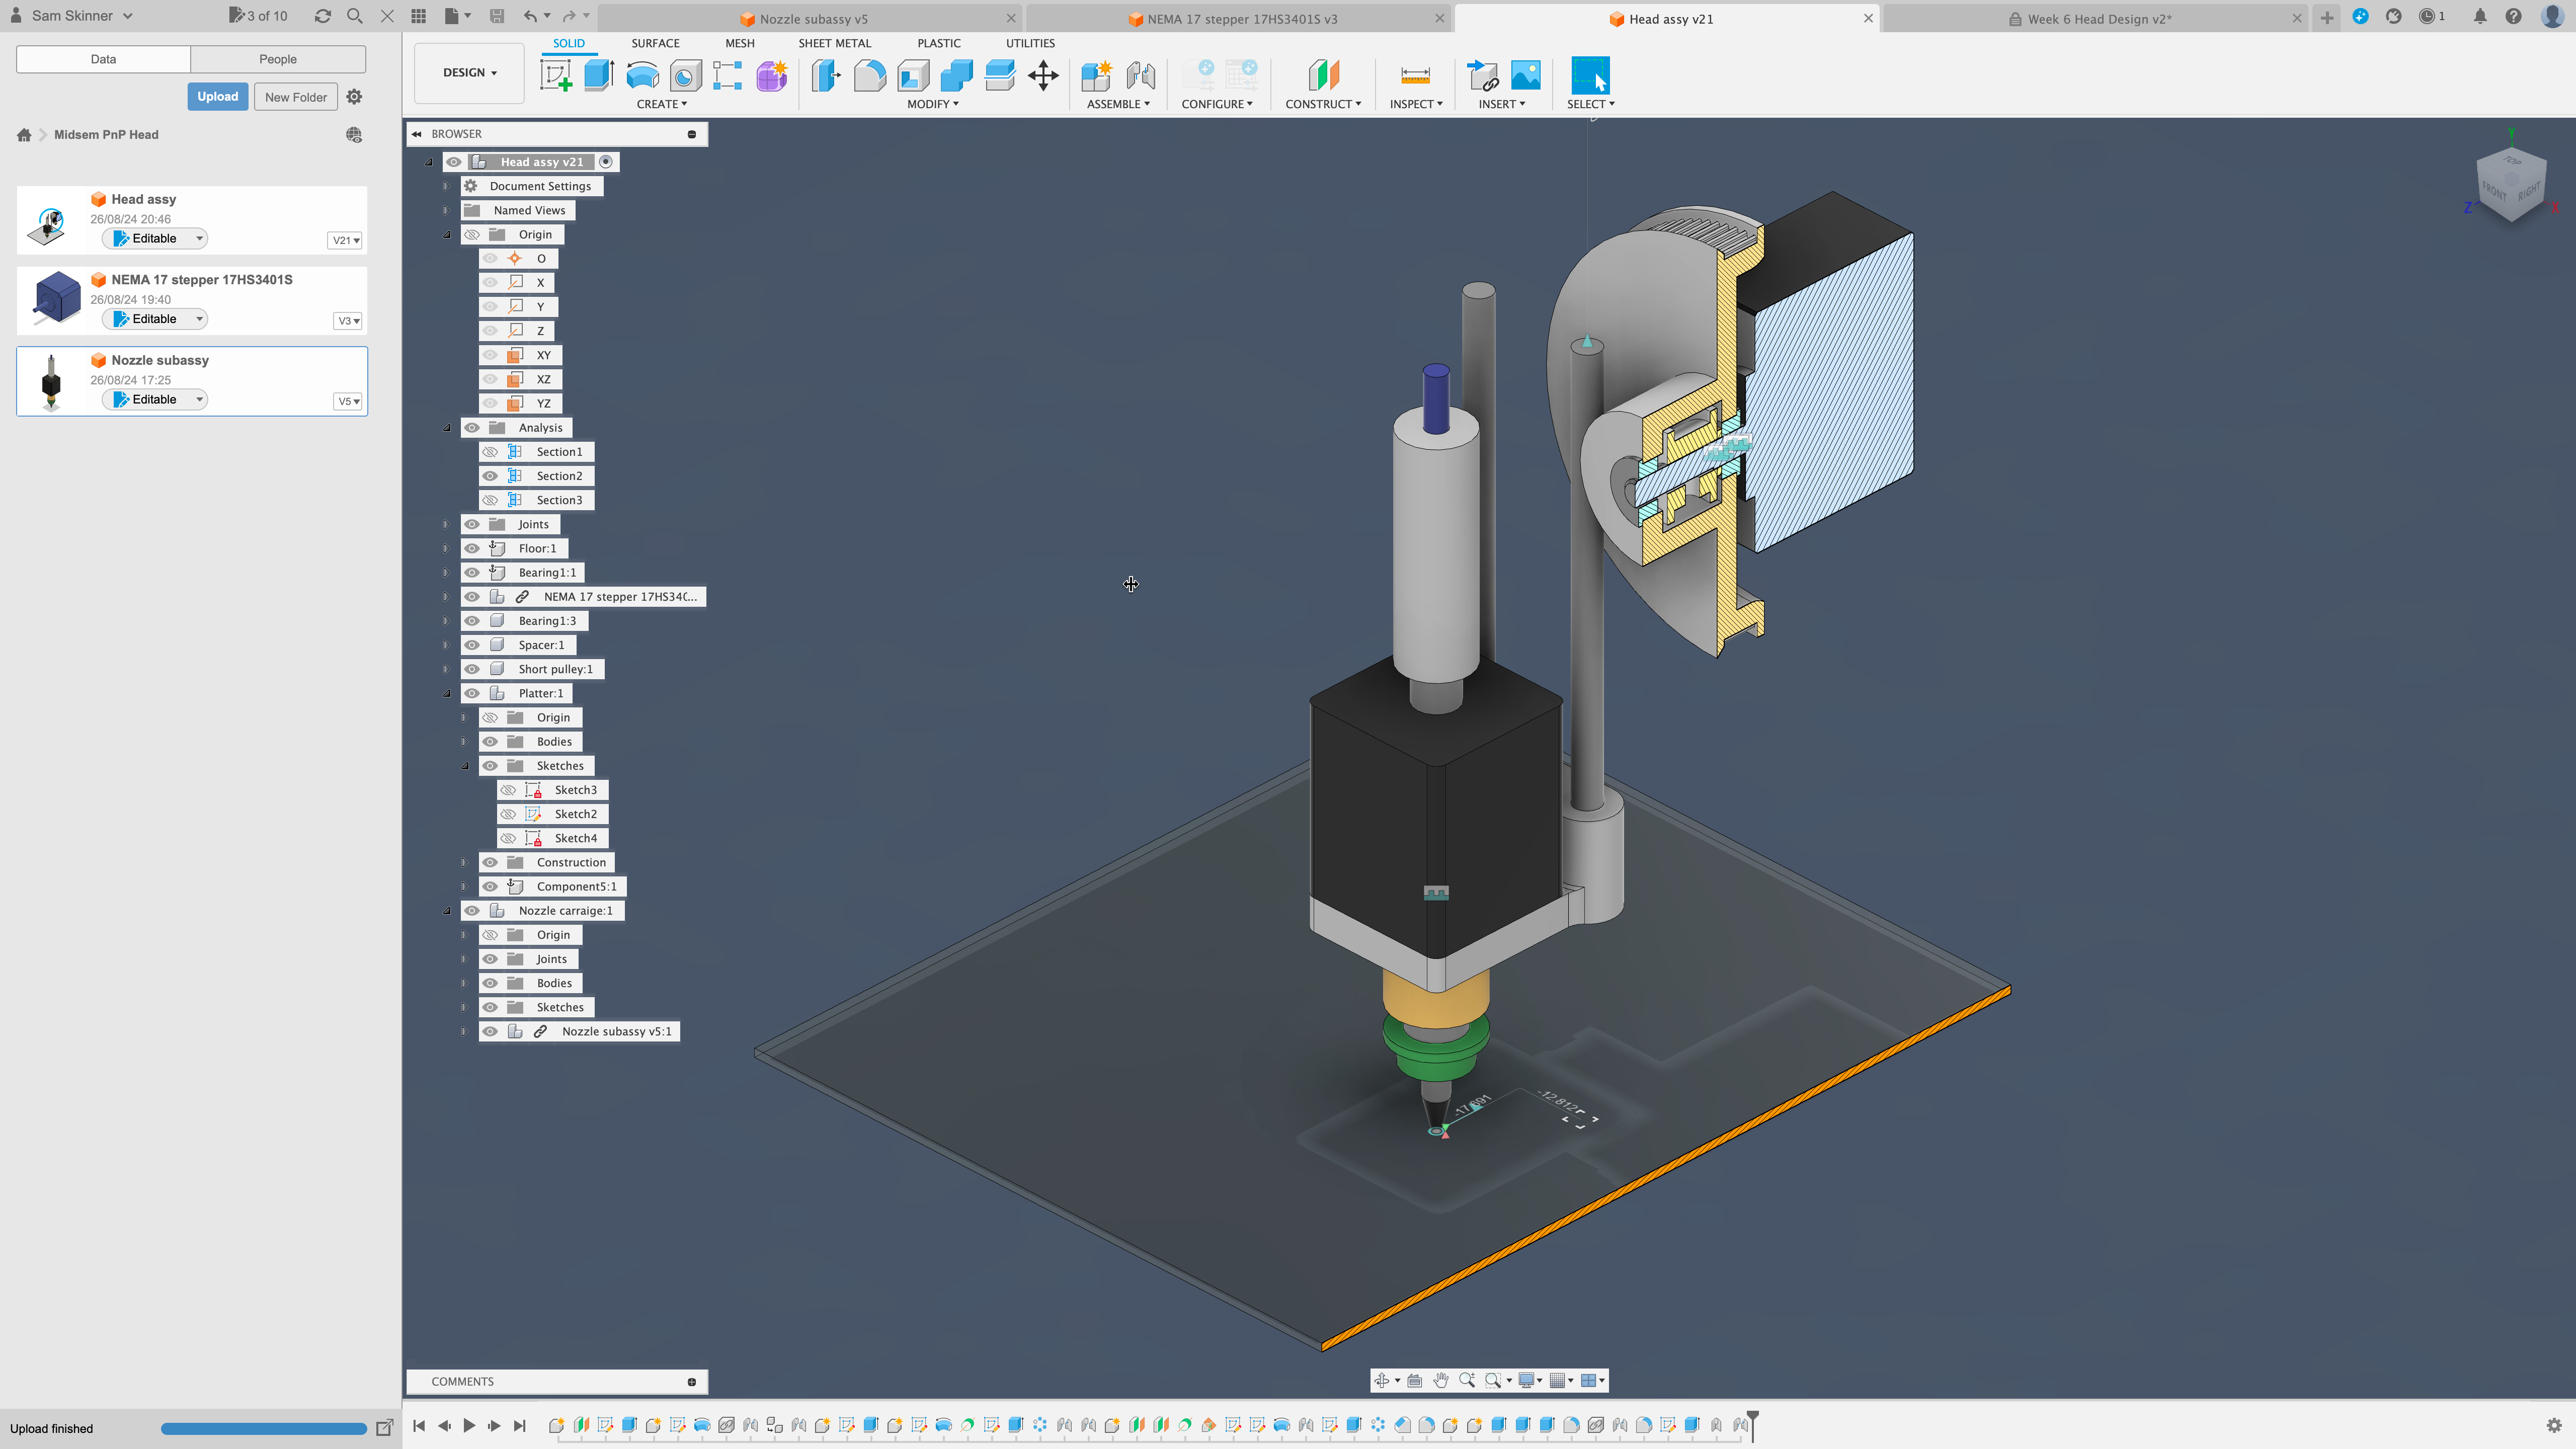 Sam Skinner
3 of 10
Nozzle subassy v5
NEMA 17 stepper 17HS3401S v3
Head assy v21
Week 6 Head Design v2*
1
Data
People
Upload
New Folder
Midsem PnP Head
Head assy
26/08/24 20:46
Editable
V21
NEMA 17 stepper 17HS3401S
26/08/24 19:40
Editable
V3
Nozzle subassy
26/08/24 17:25
Editable
V5
Upload finished
DESIGN
SOLID
SURFACE
MESH
SHEET METAL
PLASTIC
UTILITIES
CREATE
MODIFY
ASSEMBLE
CONFIGURE
CONSTRUCT
INSPECT
INSERT
SELECT
BROWSER
Head assy v21
Document Settings
Named Views
Origin
O
X
Y
Z
XY
XZ
YZ
Analysis
Section1
Section2
Section3
Joints
Floor:1
Bearing1:1
NEMA 17 stepper 17HS340...
Bearing1:3
Spacer:1
Short pulley:1
Platter:1
Origin
Bodies
Sketches
Sketch3
Sketch2
Sketch4
Construction
Component5:1
Nozzle carraige:1
Origin
Joints
Bodies
Sketches
Nozzle subassy v5:1
COMMENTS
Y
TOP
FRONT
RIGHT
Z
X
-12.812